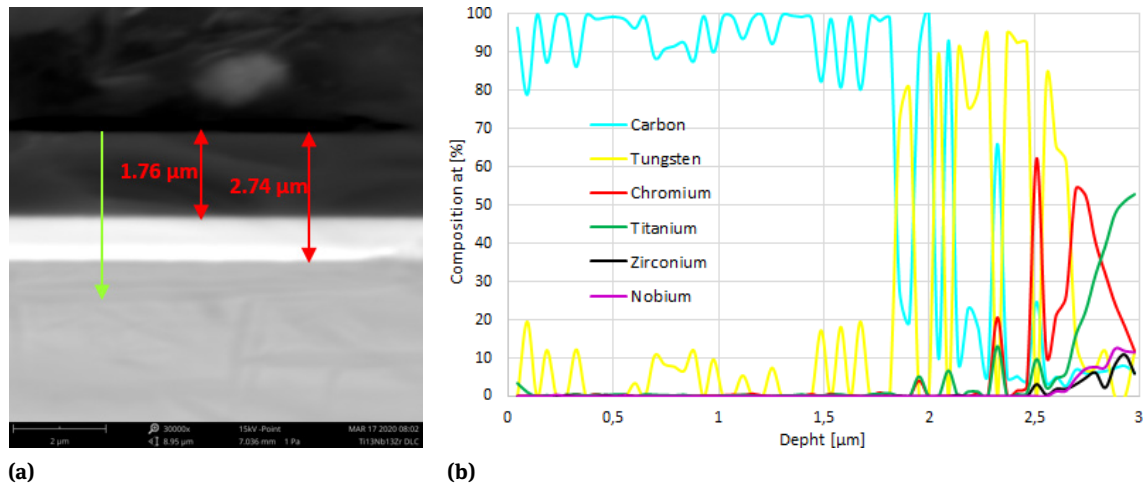 1.76 µm
2.74 µm
2 µm
30000x
8.95 µm
15kV -Point
7.036 mm 1 Pa
MAR 17 2020 08:02
Ti13Nb13Zr DLC
(a)
Composition at [%]
100
90
80
70
60
50
40
30
20
10
0
Carbon
Tungsten
Chromium
Titanium
Zirconium
Nobium
0 0,5 1 1,5 2 2,5 3
Depht [µm]
(b)